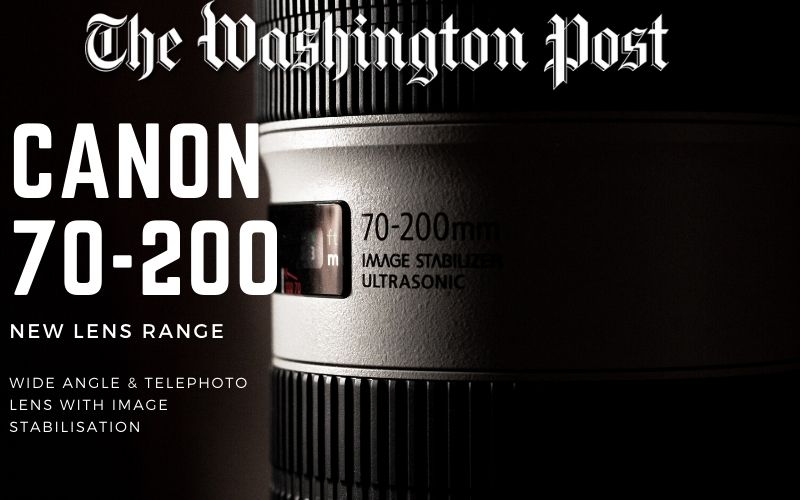 The Washington Post
CANON
70-200
NEW LENS RANGE
WIDE ANGLE & TELEPHOTO
LENS WITH IMAGE
STABILISATION
ft
m
70-200mm
IMAGE STABILIZER
ULTRASONIC